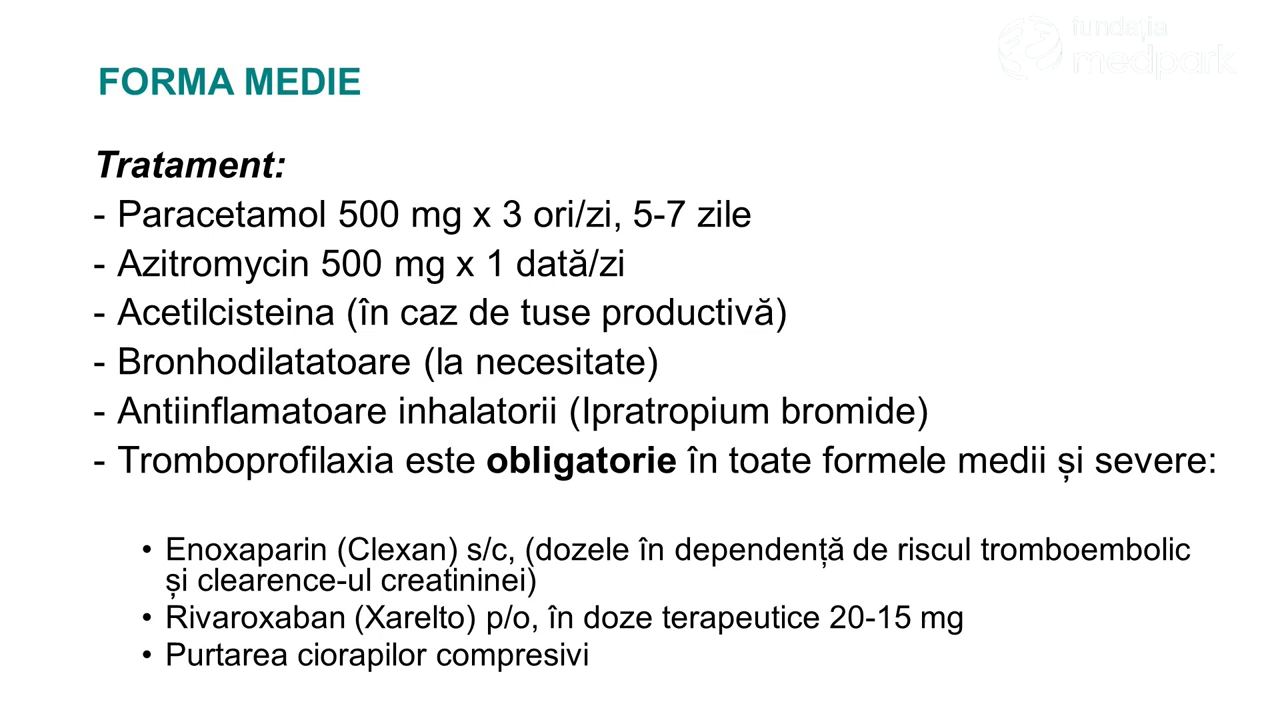 fundația
medpark
FORMA MEDIE
Tratament:
- Paracetamol 500 mg x 3 ori/zi, 5-7 zile
- Azitromycin 500 mg x 1 dată/zi
- Acetilcisteina (în caz de tuse productivă)
- Bronhodilatatoare (la necesitate)
- Antiinflamatoare inhalatorii (Ipratropium bromide)
- Tromboprofilaxia este obligatorie în toate formele medii și severe:
• Enoxaparin (Clexan) s/c, (dozele în dependență de riscul tromboembolic
și clearence-ul creatininei)
• Rivaroxaban (Xarelto) p/o, în doze terapeutice 20-15 mg
• Purtarea ciorapilor compresivi